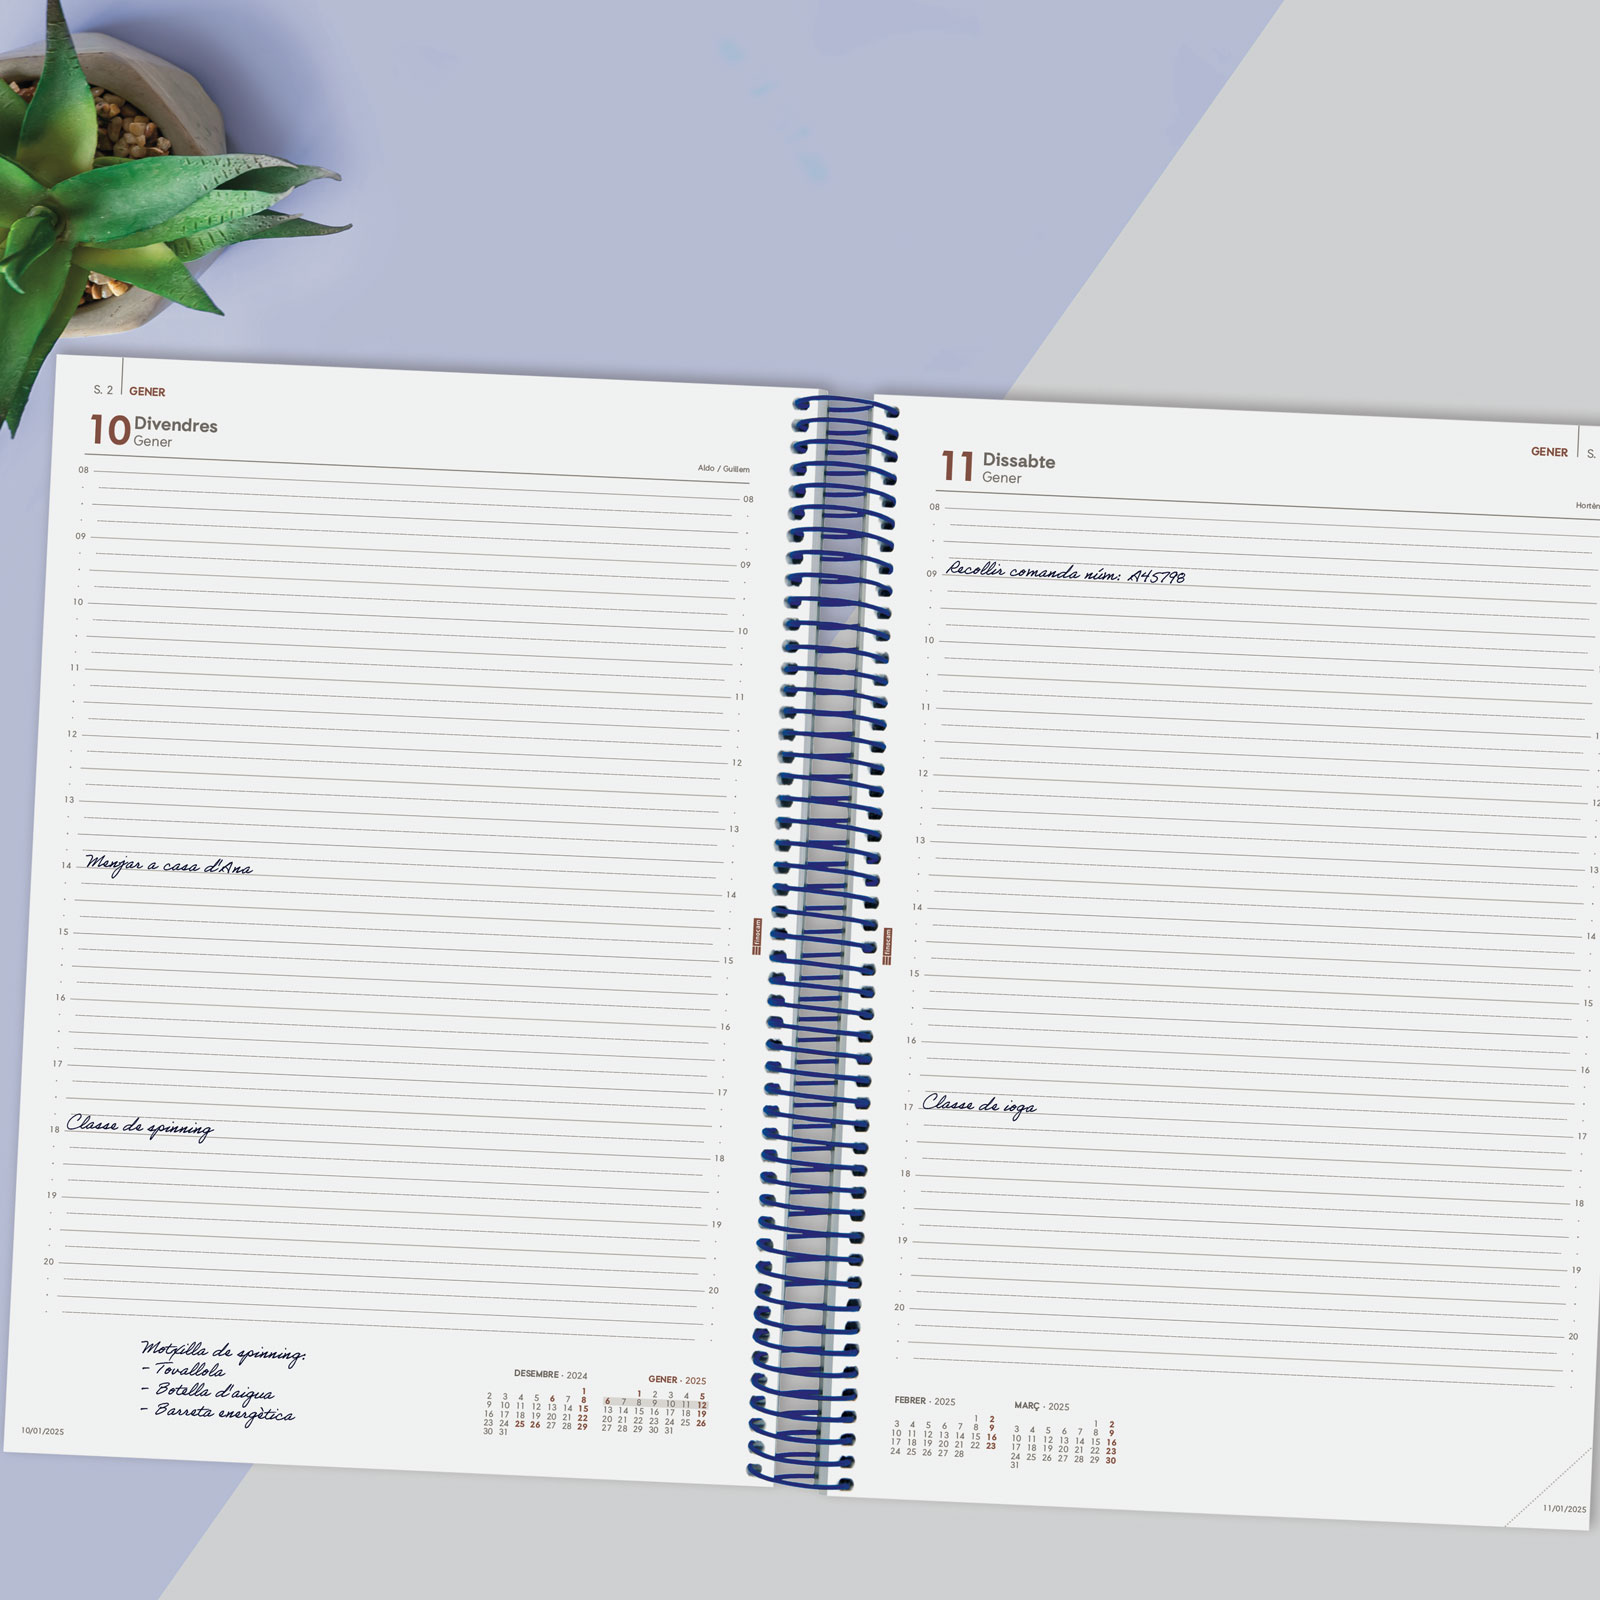 S. 2 GENER
10 Divendres
Gener
Aldo / Guillem
08
09
10
11
12
13
14 Menjar a casa d'Ana
15
16
17
18 Classe de spinning
19
20
08
09
10
11
12
13
14
15
16
17
18
19
20
finocam
Motxilla de spinning:
- Tovallola
- Botella d'aigua
- Barreta energètica
10/01/2025
DESEMBRE · 2024
1
2 3 4 5 6 7 8
9 10 11 12 13 14 15
16 17 18 19 20 21 22
23 24 25 26 27 28 29
30 31
GENER · 2025
1 2 3 4 5
6 7 8 9 10 11 12
13 14 15 16 17 18 19
20 21 22 23 24 25 26
27 28 29 30 31
GENER S.
11 Dissabte
Gener
08
09 Recollir comanda núm: A45798
10
11
12
13
14
15
16
17 Classe de ioga
18
19
20
12
13
14
15
16
17
18
19
20
finocam
FEBRER · 2025
1 2
3 4 5 6 7 8 9
10 11 12 13 14 15 16
17 18 19 20 21 22 23
24 25 26 27 28
MARÇ · 2025
1 2
3 4 5 6 7 8 9
10 11 12 13 14 15 16
17 18 19 20 21 22 23
24 25 26 27 28 29 30
31
11/01/2025